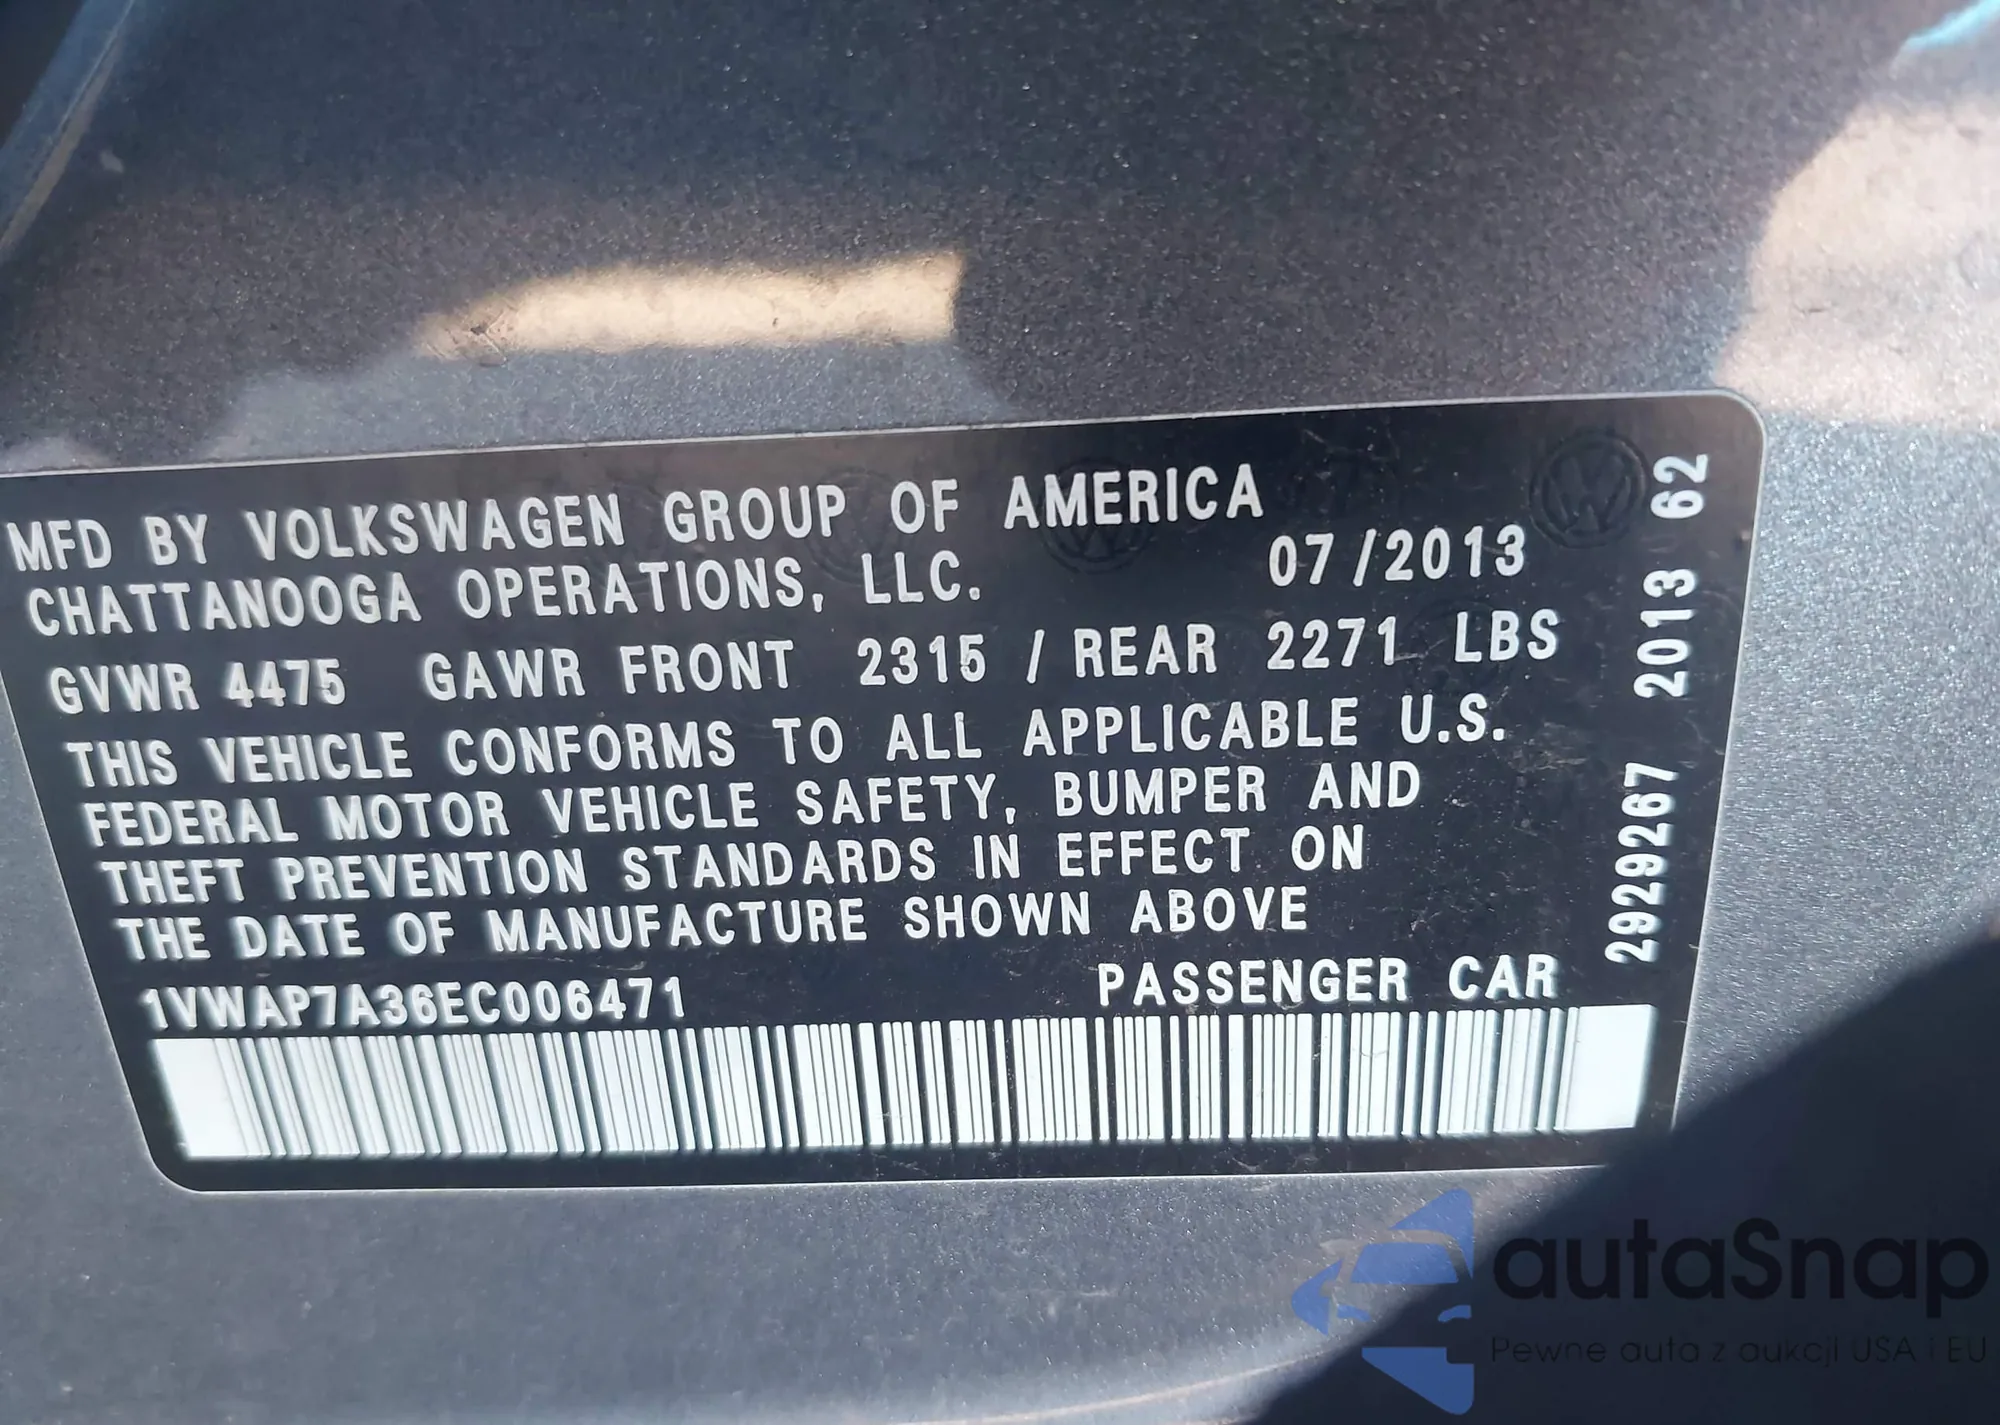 MFD BY VOLKSWAGEN GROUP OF AMERICA
CHATTANOOGA OPERATIONS, LLC. 07/2013
GVWR 4475 GAWR FRONT 2315 / REAR 2271 LBS
THIS VEHICLE CONFORMS TO ALL APPLICABLE U.S.
FEDERAL MOTOR VEHICLE SAFETY, BUMPER AND
THEFT PREVENTION STANDARDS IN EFFECT ON
THE DATE OF MANUFACTURE SHOWN ABOVE
1VWAP7A36EC006471 PASSENGER CAR
2929267 2013 62
autaSnap
Pewne auta z aukcji USA i EU